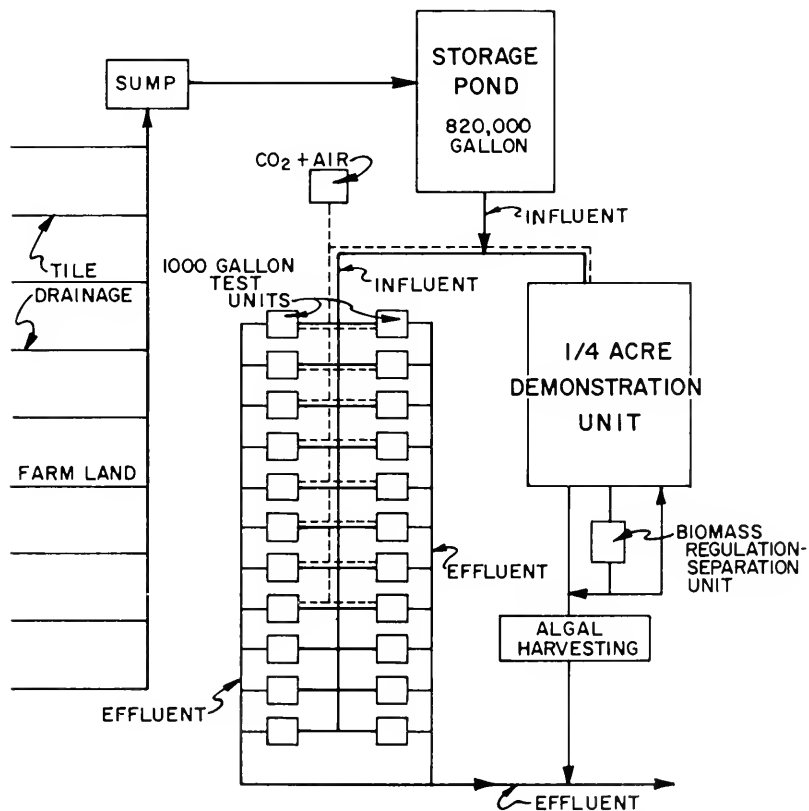 SUMP
STORAGE
POND
820,000
GALLON
CO₂ + AIR
INFLUENT
TILE
DRAINAGE
1000 GALLON
TEST
UNITS
INFLUENT
1/4 ACRE
DEMONSTRATION
UNIT
FARM LAND
BIOMASS
REGULATION-
SEPARATION
UNIT
EFFLUENT
ALGAL
HARVESTING
EFFLUENT
EFFLUENT